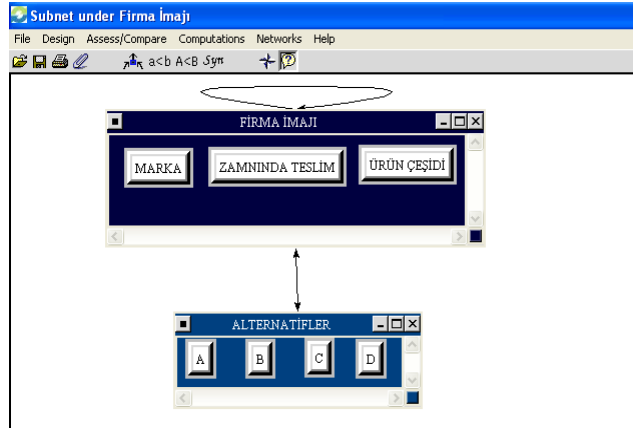 Subnet under Firma İmajı
File Design Assess/Compare Computations Networks Help
a<b A<B Syn
FİRMA İMAJI
MARKA ZAMNINDA TESLİM ÜRÜN ÇEŞİDİ
ALTERNATİFLER
A B C D